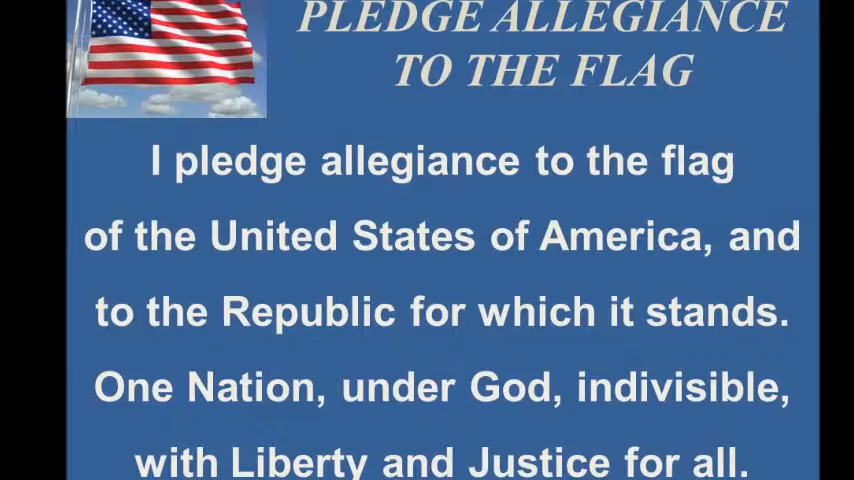 PLEDGE ALLEGIANCE
TO THE FLAG
I pledge allegiance to the flag
of the United States of America, and
to the Republic for which it stands.
One Nation, under God, indivisible,
with Liberty and Justice for all.